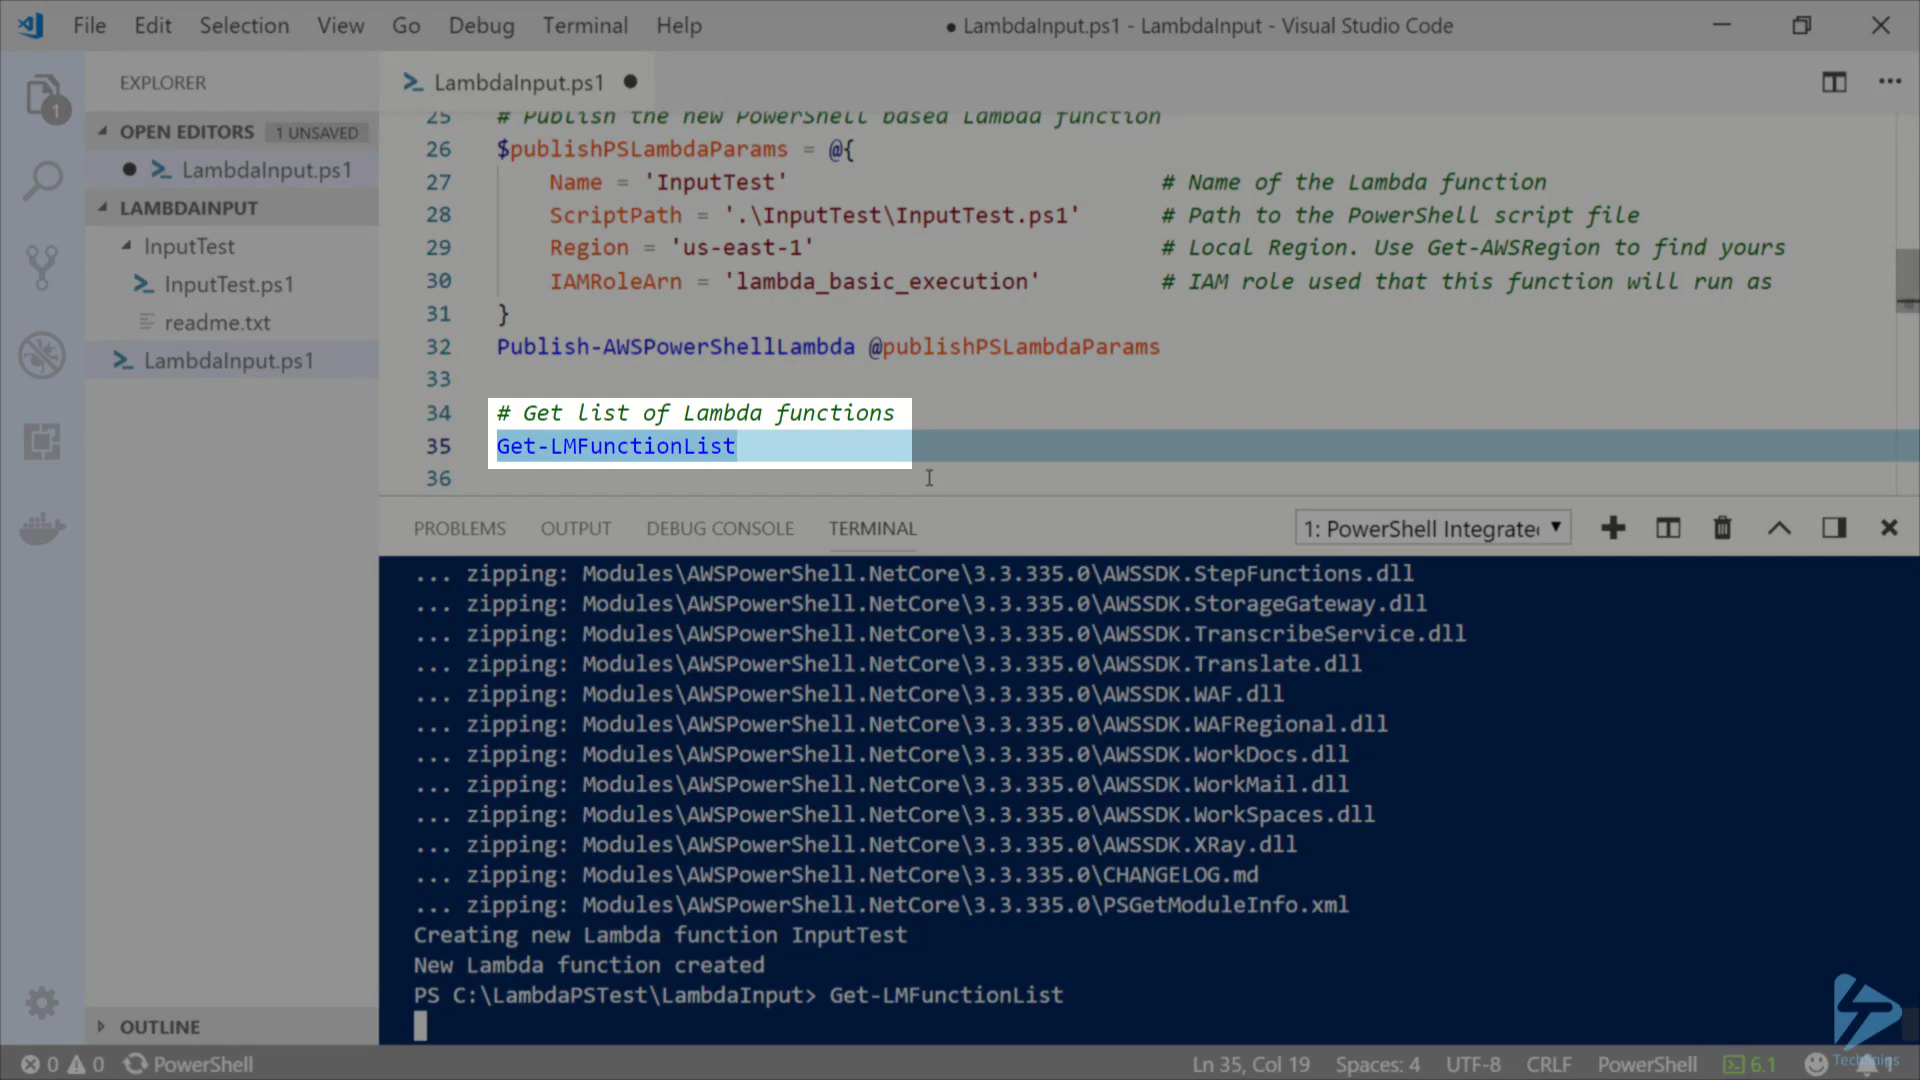 File Edit Selection View Go Debug Terminal Help
● LambdaInput.ps1 - LambdaInput - Visual Studio Code
EXPLORER
OPEN EDITORS 1 UNSAVED
LambdaInput.ps1
LAMBDAINPUT
InputTest
InputTest.ps1
readme.txt
LambdaInput.ps1
OUTLINE
1
LambdaInput.ps1
25 # Publish the new PowerShell based Lambda function
26 $publishPSLambdaParams = @{
27 Name = 'InputTest' # Name of the Lambda function
28 ScriptPath = '.\InputTest\InputTest.ps1' # Path to the PowerShell script file
29 Region = 'us-east-1' # Local Region. Use Get-AWSRegion to find yours
30 IAMRoleArn = 'lambda_basic_execution' # IAM role used that this function will run as
31 }
32 Publish-AWSPowerShellLambda @publishPSLambdaParams
33
34 # Get list of Lambda functions
35 Get-LMFunctionList
36
PROBLEMS OUTPUT DEBUG CONSOLE TERMINAL
1: PowerShell Integrate
... zipping: Modules\AWSPowerShell.NetCore\3.3.335.0\AWSSDK.StepFunctions.dll
... zipping: Modules\AWSPowerShell.NetCore\3.3.335.0\AWSSDK.StorageGateway.dll
... zipping: Modules\AWSPowerShell.NetCore\3.3.335.0\AWSSDK.TranscribeService.dll
... zipping: Modules\AWSPowerShell.NetCore\3.3.335.0\AWSSDK.Translate.dll
... zipping: Modules\AWSPowerShell.NetCore\3.3.335.0\AWSSDK.WAF.dll
... zipping: Modules\AWSPowerShell.NetCore\3.3.335.0\AWSSDK.WAFRegional.dll
... zipping: Modules\AWSPowerShell.NetCore\3.3.335.0\AWSSDK.WorkDocs.dll
... zipping: Modules\AWSPowerShell.NetCore\3.3.335.0\AWSSDK.WorkMail.dll
... zipping: Modules\AWSPowerShell.NetCore\3.3.335.0\AWSSDK.WorkSpaces.dll
... zipping: Modules\AWSPowerShell.NetCore\3.3.335.0\AWSSDK.XRay.dll
... zipping: Modules\AWSPowerShell.NetCore\3.3.335.0\CHANGELOG.md
... zipping: Modules\AWSPowerShell.NetCore\3.3.335.0\PSGetModuleInfo.xml
Creating new Lambda function InputTest
New Lambda function created
PS C:\LambdaPSTest\LambdaInput> Get-LMFunctionList
0 0 PowerShell
Ln 35, Col 19 Spaces: 4 UTF-8 CRLF PowerShell 6.1